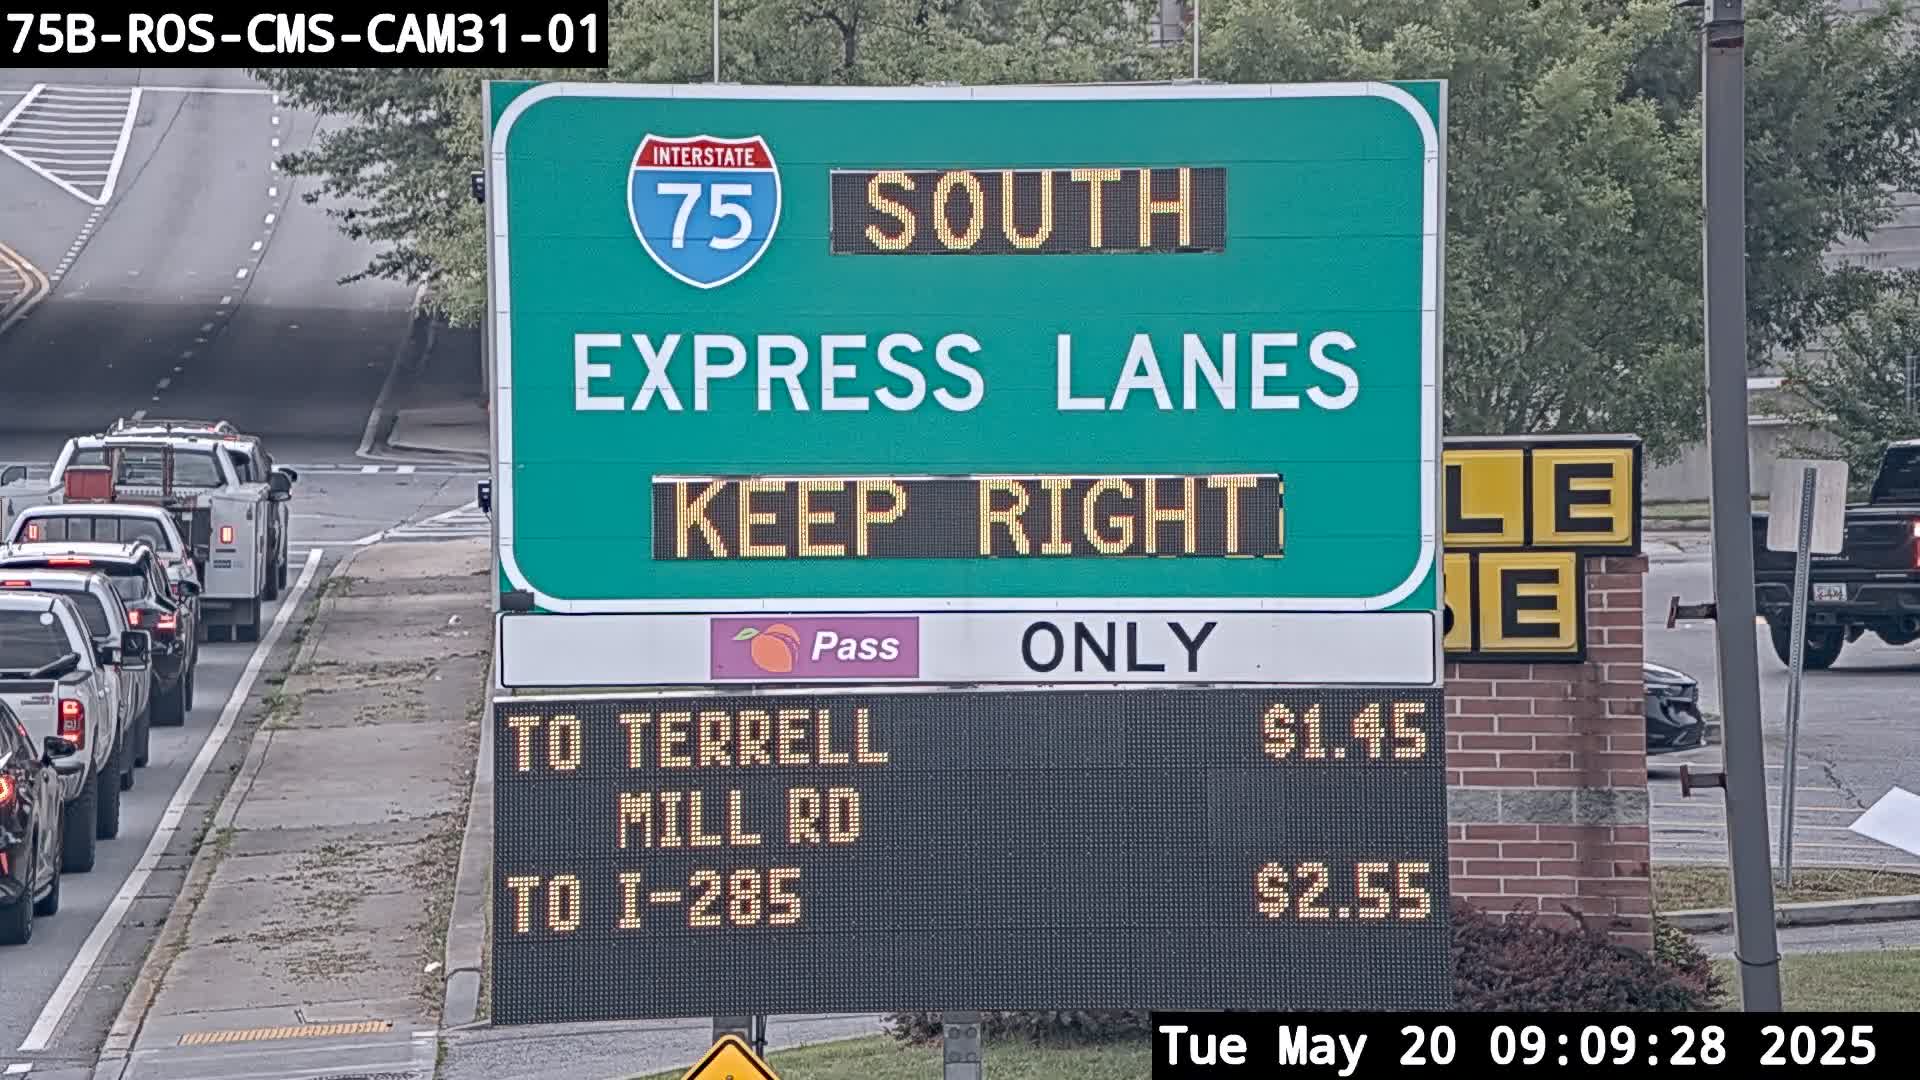 75B-ROS-CMS-CAM31-01
INTERSTATE
75
SOUTH
EXPRESS LANES
KEEP RIGHT
LE
E
Pass ONLY
TO TERRELL $1.45
MILL RD
TO I-285 $2.55
Tue May 20 09:09:28 2025